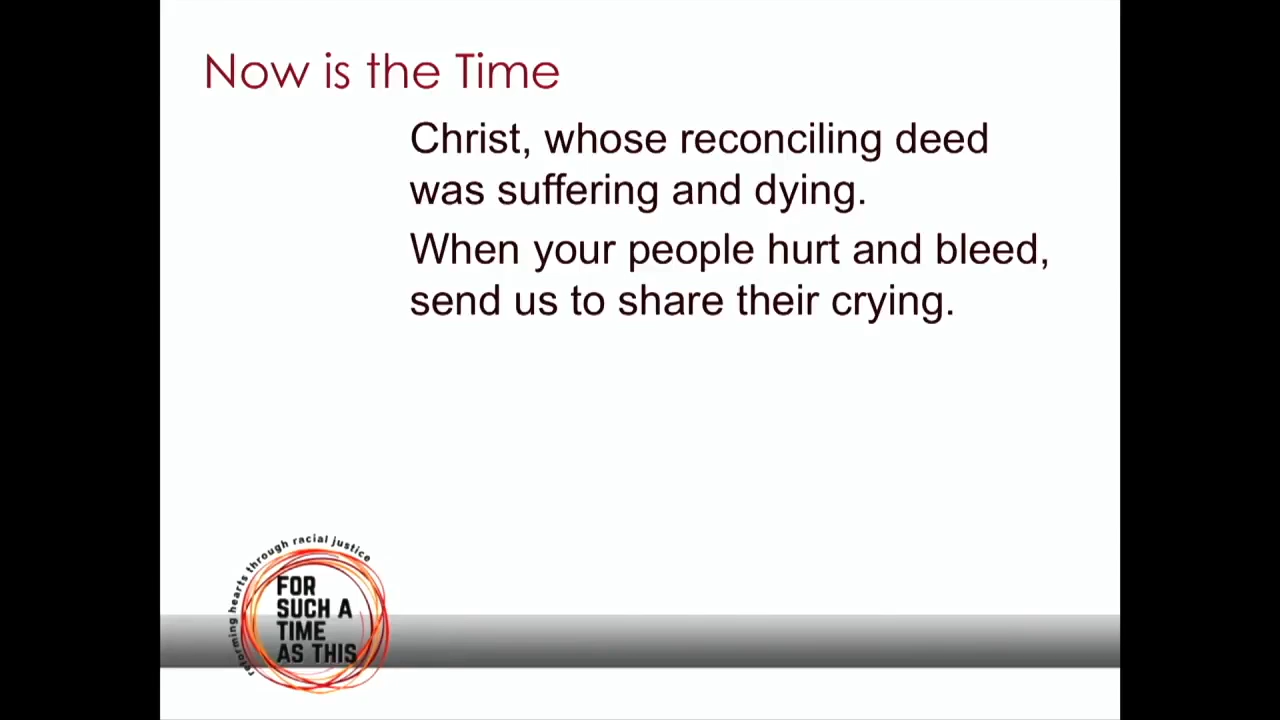 Now is the Time
Christ, whose reconciling deed
was suffering and dying.
When your people hurt and bleed,
send us to share their crying.
reforming hearts through racial justice
FOR
SUCH A
TIME
AS THIS